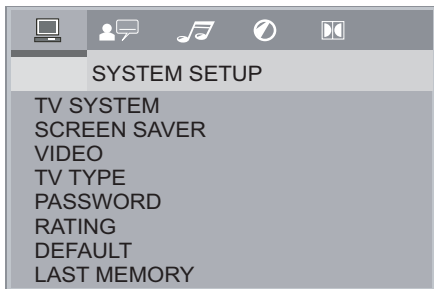 SYSTEM SETUP
TV SYSTEM
SCREEN SAVER
VIDEO
TV TYPE
PASSWORD
RATING
DEFAULT
LAST MEMORY